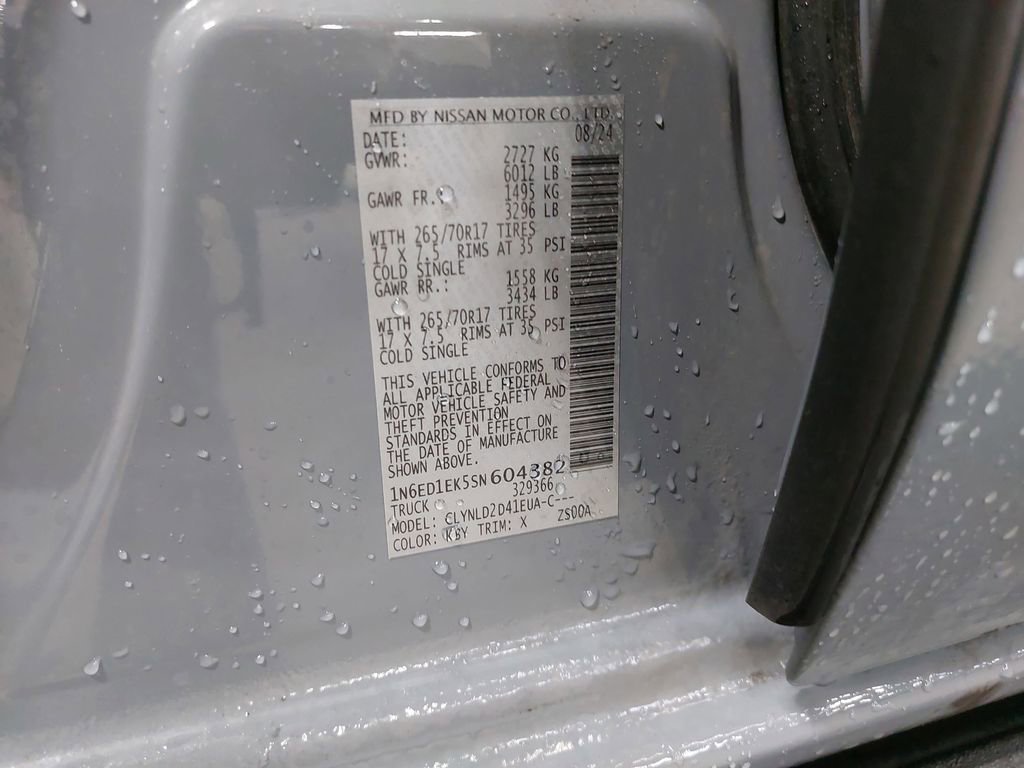 MFD BY NISSAN MOTOR CO., LTD.
DATE: 08/24
GVWR: 2727 KG
6012 LB
GAWR FR.: 1495 KG
3296 LB
WITH 265/70R17 TIRES
17 X 7.5 RIMS AT 35 PSI
COLD SINGLE
GAWR RR.: 1558 KG
3434 LB
WITH 265/70R17 TIRES
17 X 7.5 RIMS AT 35 PSI
COLD SINGLE
THIS VEHICLE CONFORMS TO
ALL APPLICABLE FEDERAL
MOTOR VEHICLE SAFETY AND
THEFT PREVENTION
STANDARDS IN EFFECT ON
THE DATE OF MANUFACTURE
SHOWN ABOVE.
1N6ED1EK5SN604382
TRUCK 329366
MODEL: CLYNLD2D41EUA-C---
COLOR: KBY TRIM: X ZS00A